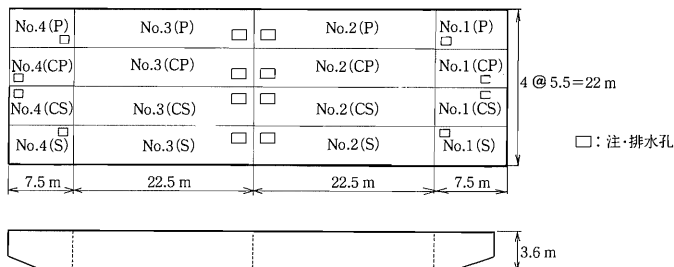 No.4(P) No.3(P) No.2(P) No.1(P)
No.4(CP) No.3(CP) No.2(CP) No.1(CP)
4@5.5=22 m
No.4(CS) No.3(CS) No.2(CS) No.1(CS)
No.4(S) No.3(S) No.2(S) No.1(S)
□:注·排水孔
7.5 m 22.5 m 22.5 m 7.5 m
3.6 m